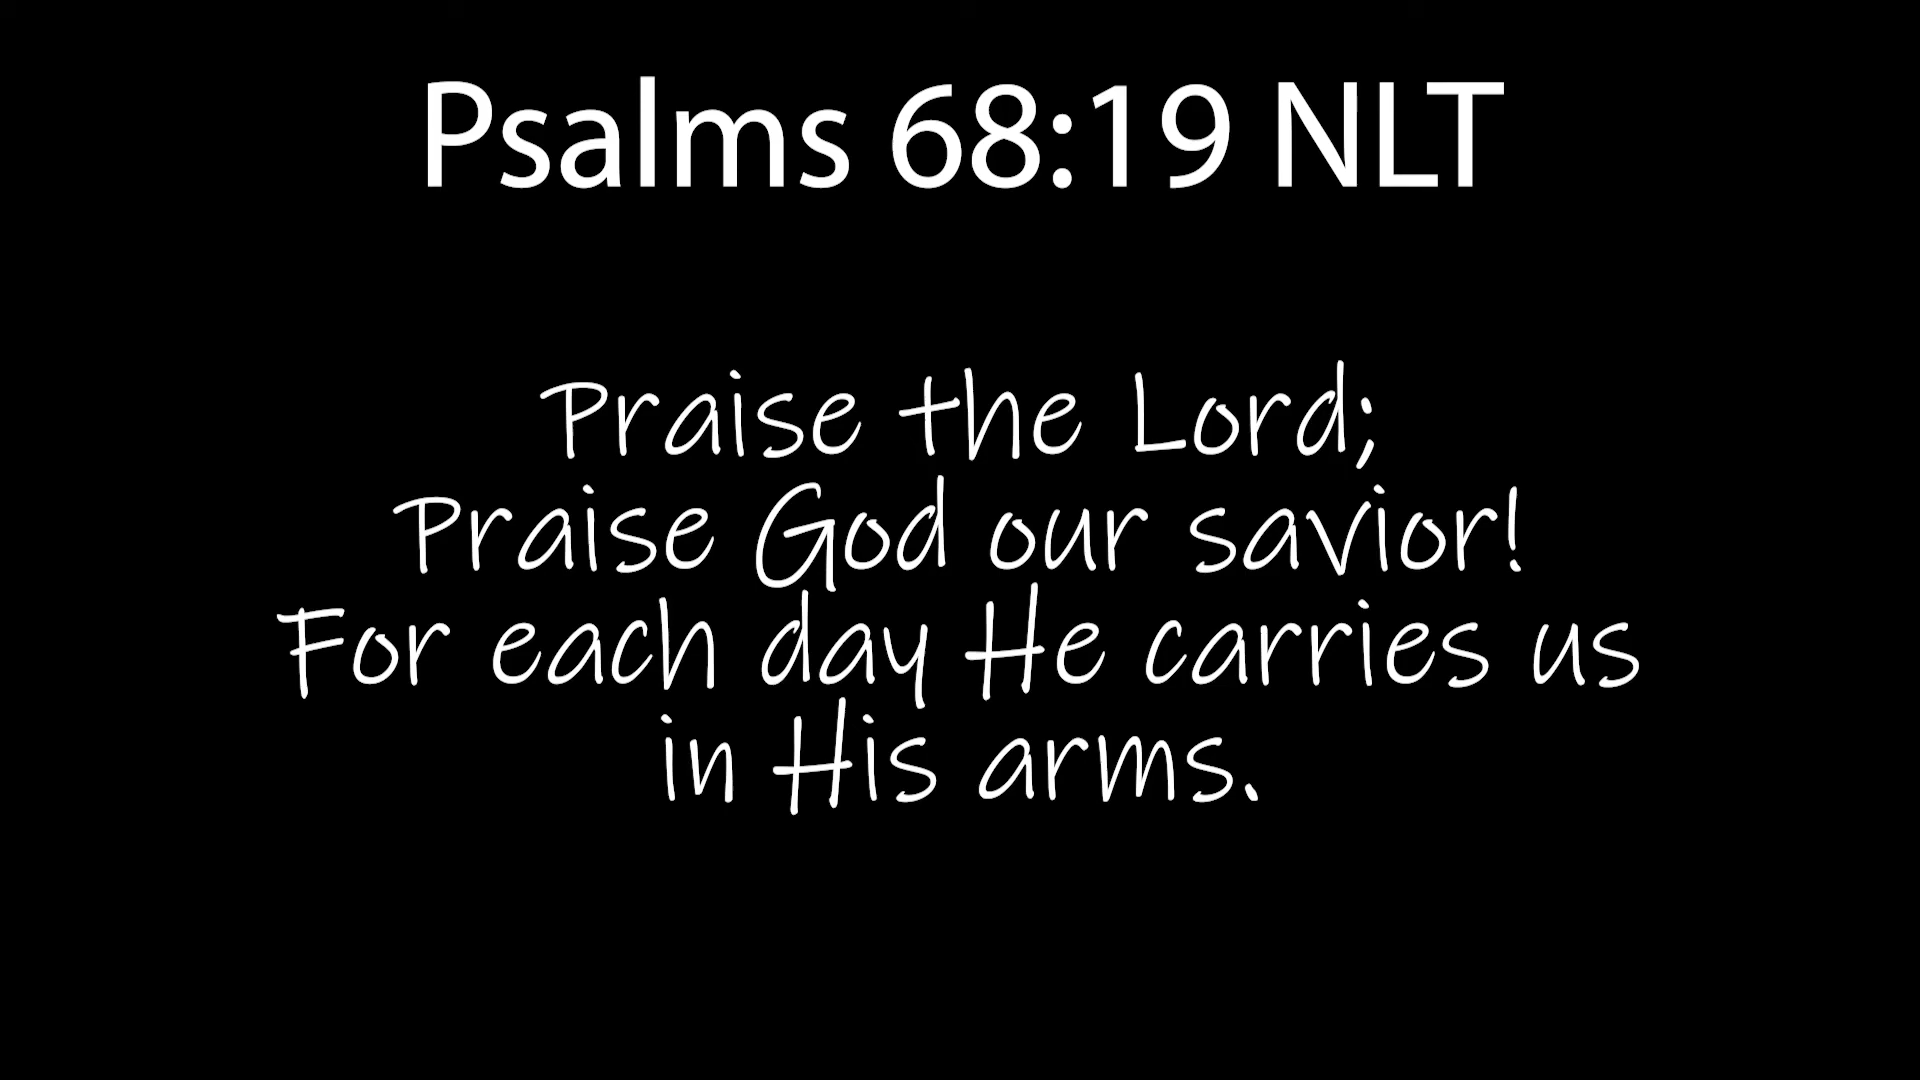 Psalms 68:19 NLT
Praise the Lord;
Praise God our savior!
For each day He carries us
in His arms.